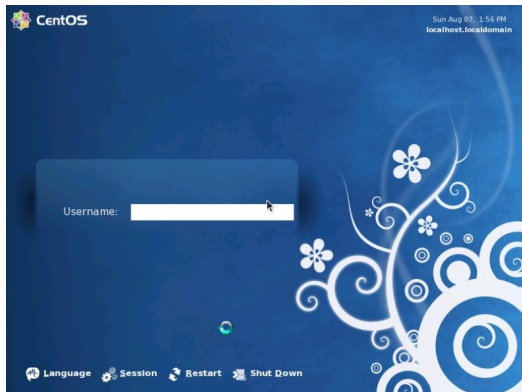 CentOS
Sun Aug 07, 1:56 PM
localhost.localdomain
Username:
Language Session Restart Shut Down